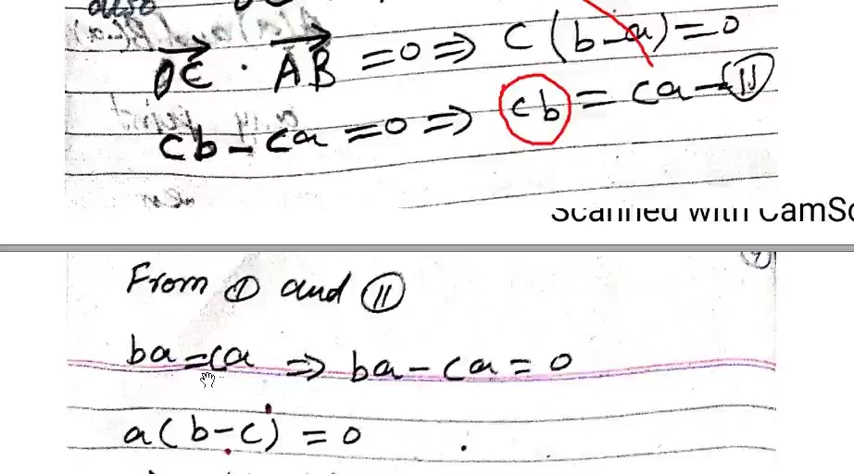 also
OC · AB = 0 ⇒ c(b-a) = 0
cb - ca = 0 ⇒ cb = ca - II
Scanned with CamSc
From I and II
ba = ca ⇒ ba - ca = 0
a(b-c) = 0